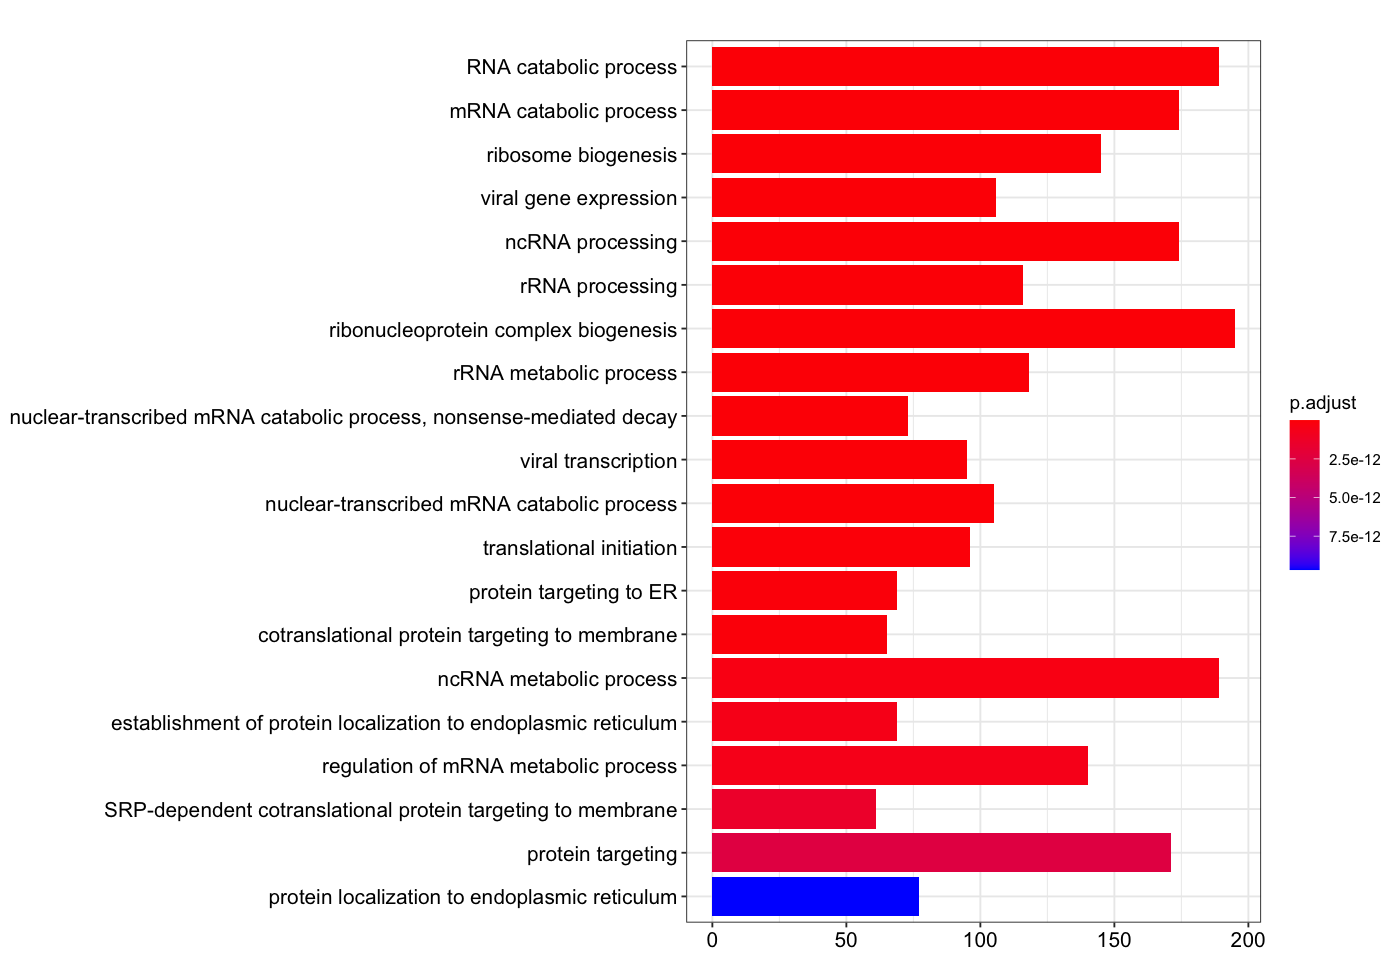 RNA catabolic process
mRNA catabolic process
ribosome biogenesis
viral gene expression
ncRNA processing
rRNA processing
ribonucleoprotein complex biogenesis
rRNA metabolic process
nuclear-transcribed mRNA catabolic process, nonsense-mediated decay
viral transcription
nuclear-transcribed mRNA catabolic process
translational initiation
protein targeting to ER
cotranslational protein targeting to membrane
ncRNA metabolic process
establishment of protein localization to endoplasmic reticulum
regulation of mRNA metabolic process
SRP-dependent cotranslational protein targeting to membrane
protein targeting
protein localization to endoplasmic reticulum
0 50 100 150 200
p.adjust
2.5e-12
5.0e-12
7.5e-12